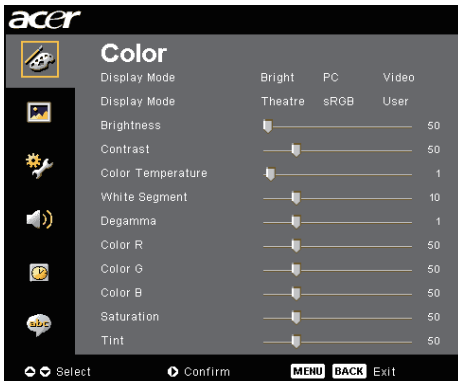 acer
Color
Display Mode Bright PC Video
Display Mode Theatre sRGB User
Brightness 50
Contrast 50
Color Temperature 1
White Segment 10
Degamma 1
Color R 50
Color G 50
Color B 50
Saturation 50
Tint 50
abc
Select Confirm MENU BACK Exit